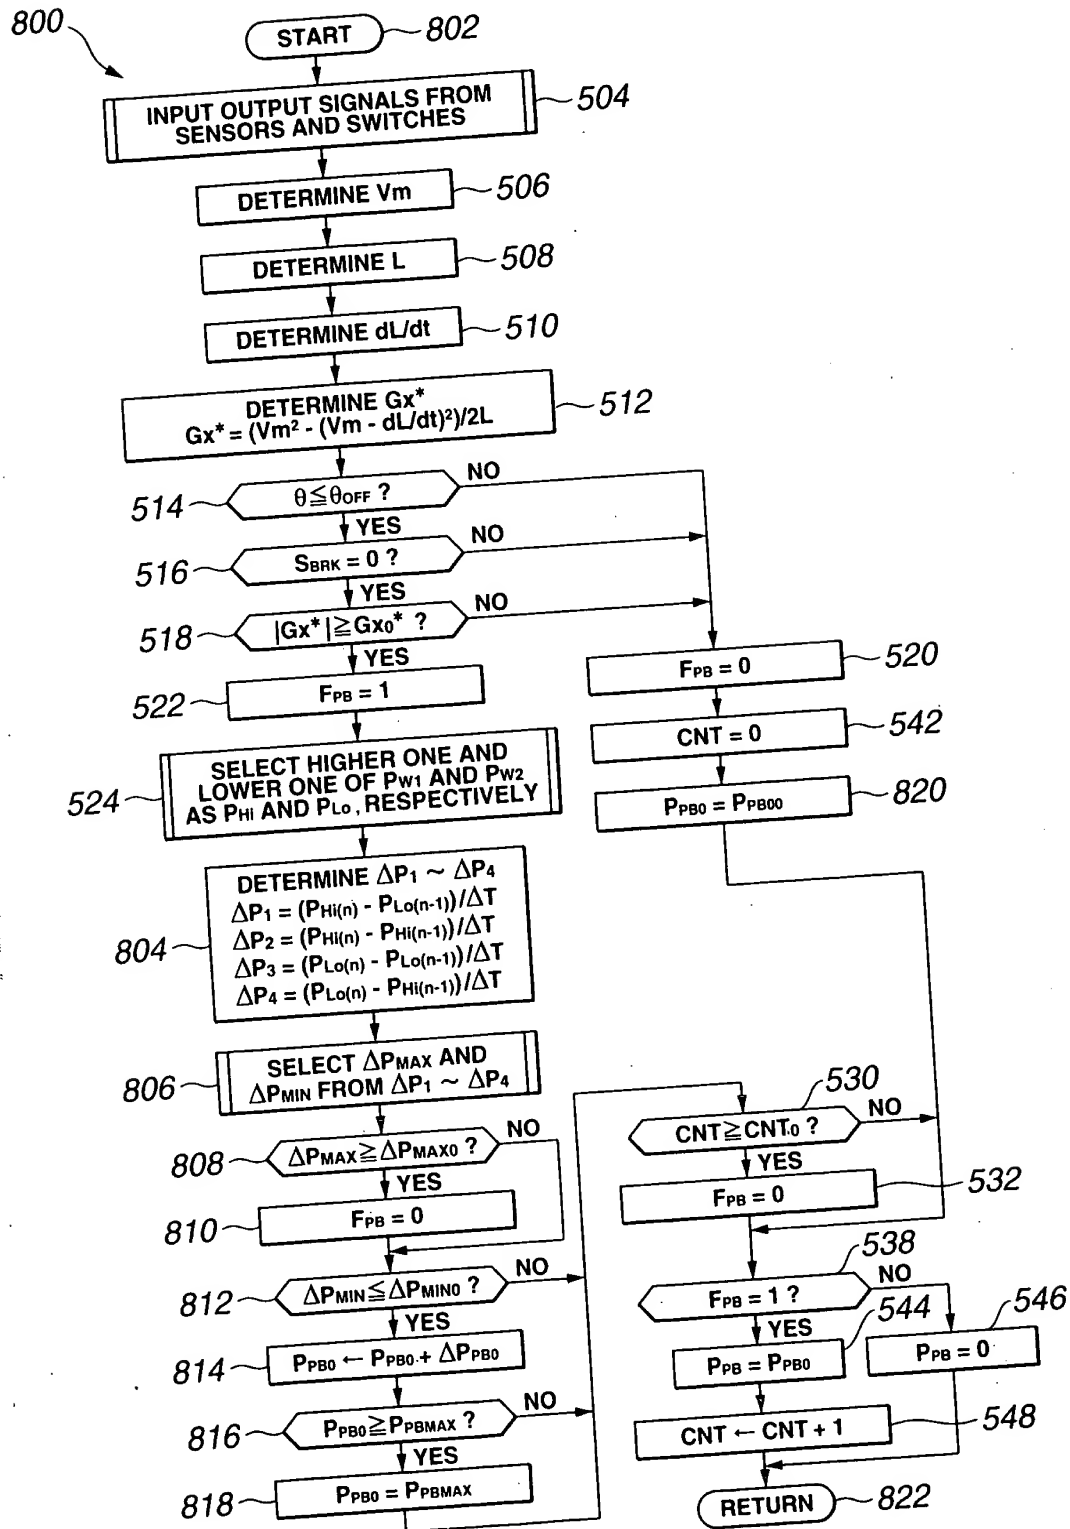 800
START
802
INPUT OUTPUT SIGNALS FROM
SENSORS AND SWITCHES
504
DETERMINE Vm
506
DETERMINE L
508
DETERMINE dL/dt
510
DETERMINE Gx*
Gx* = (Vm² - (Vm - dL/dt)²)/2L
512
514
θ≦θOFF ?
NO
YES
516
SBRK = 0 ?
NO
YES
518
|Gx*|≧Gx0* ?
NO
YES
522
FPB = 1
FPB = 0
520
CNT = 0
542
PPB0 = PPB00
820
524
SELECT HIGHER ONE AND
LOWER ONE OF PW1 AND PW2
AS PHi AND PLo, RESPECTIVELY
804
DETERMINE ΔP1 ~ ΔP4
ΔP1 = (PHi(n) - PLo(n-1))/ΔT
ΔP2 = (PHi(n) - PHi(n-1))/ΔT
ΔP3 = (PLo(n) - PLo(n-1))/ΔT
ΔP4 = (PLo(n) - PHi(n-1))/ΔT
806
SELECT ΔPMAX AND
ΔPMIN FROM ΔP1 ~ ΔP4
808
ΔPMAX≧ΔPMAX0 ?
NO
YES
810
FPB = 0
812
ΔPMIN≦ΔPMIN0 ?
NO
YES
814
PPB0 ← PPB0 + ΔPPB0
816
PPB0≧PPBMAX ?
NO
YES
818
PPB0 = PPBMAX
530
CNT≧CNT0 ?
NO
YES
FPB = 0
532
538
FPB = 1 ?
NO
YES
544
PPB = PPB0
546
PPB = 0
CNT ← CNT + 1
548
RETURN
822